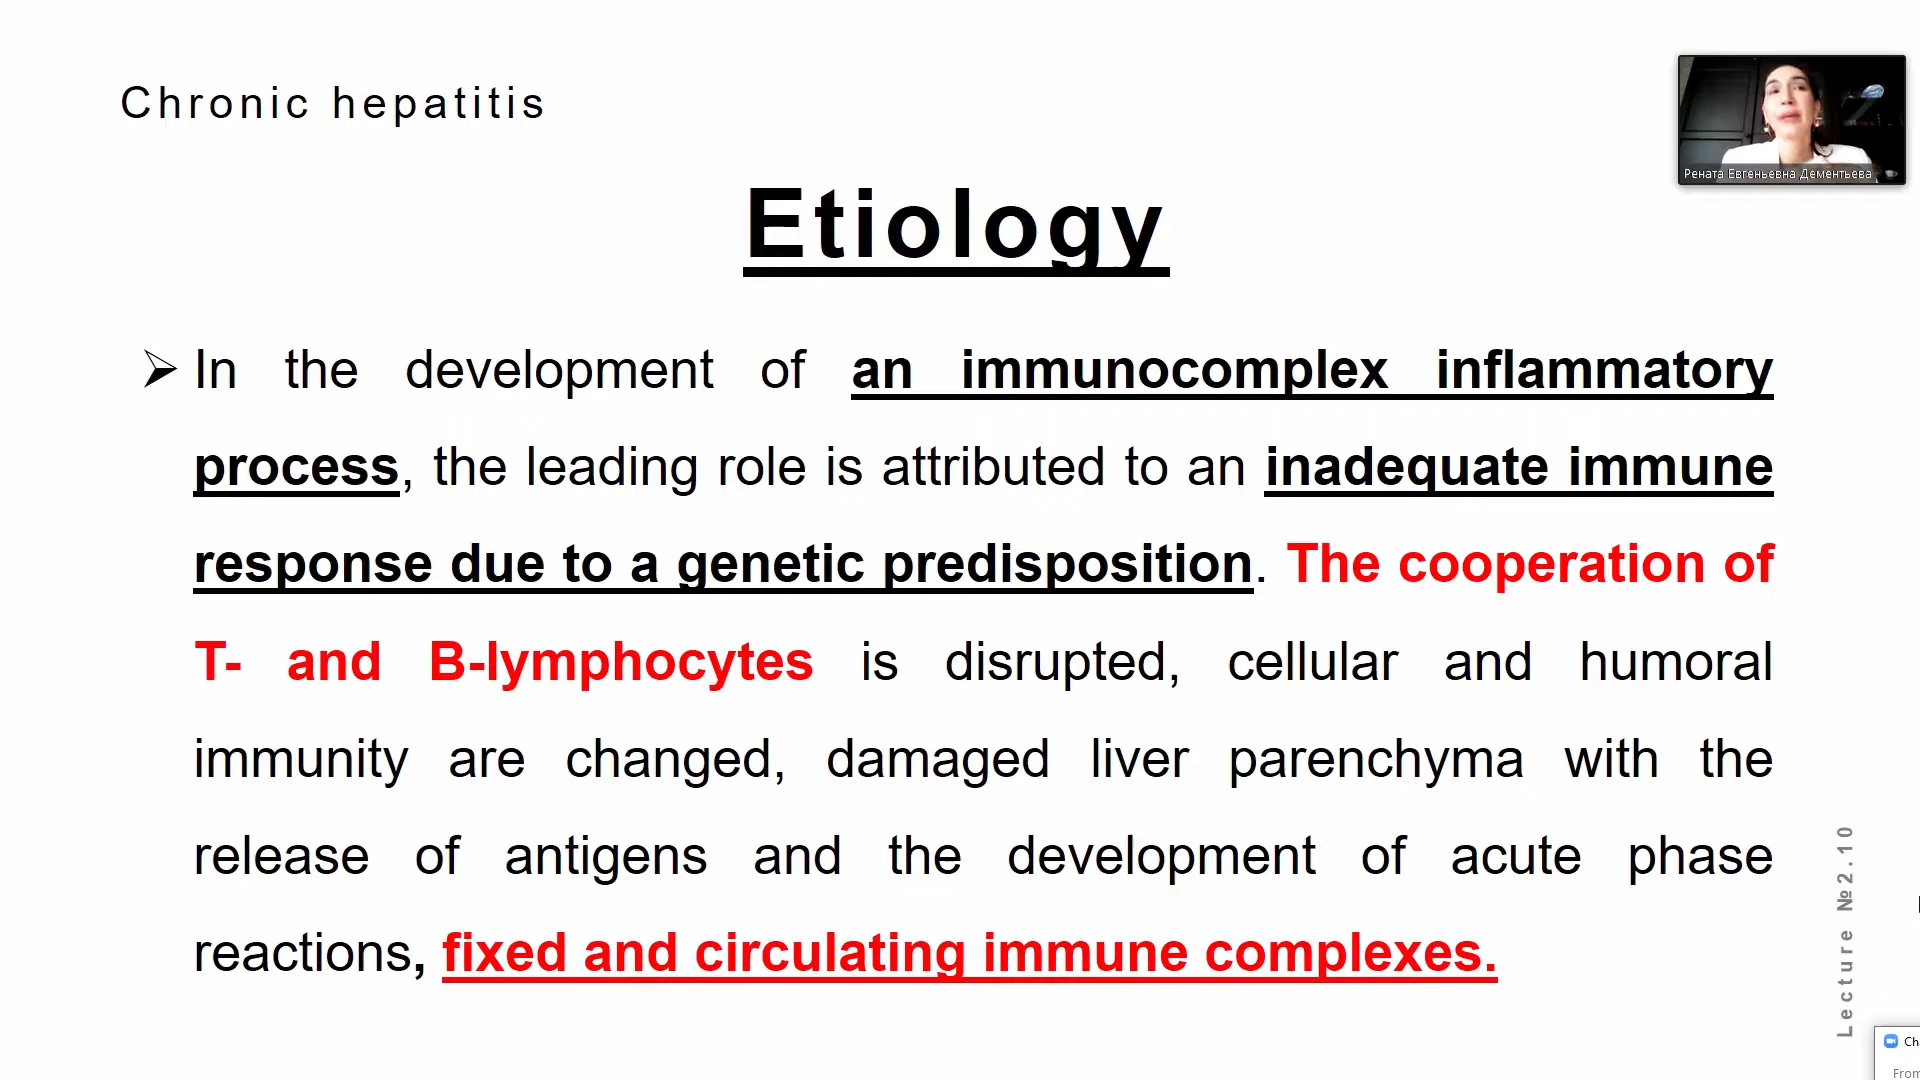 Chronic hepatitis
Рената Евгеньевна Дементьева
Etiology
➢ In the development of an immunocomplex inflammatory
process, the leading role is attributed to an inadequate immune
response due to a genetic predisposition. The cooperation of
T- and B-lymphocytes is disrupted, cellular and humoral
immunity are changed, damaged liver parenchyma with the
release of antigens and the development of acute phase
reactions, fixed and circulating immune complexes.
Lecture №2.10
Ch
From